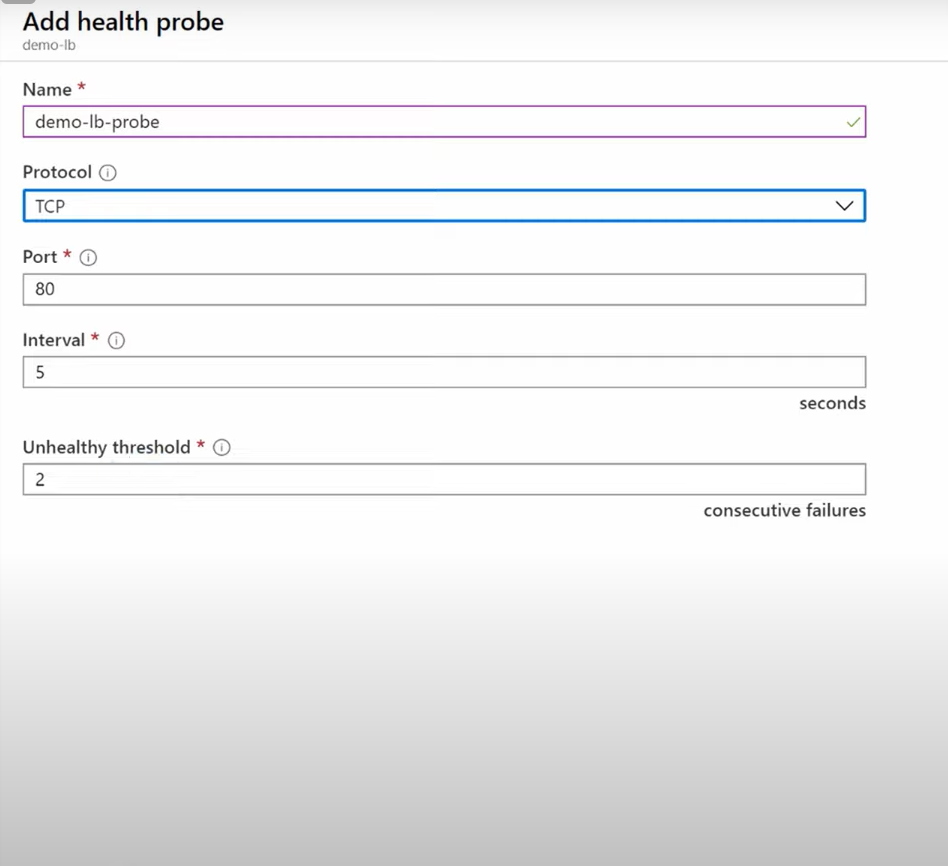 Add health probe
demo-lb
Name *
demo-lb-probe
Protocol
TCP
Port *
80
Interval *
5
seconds
Unhealthy threshold *
2
consecutive failures